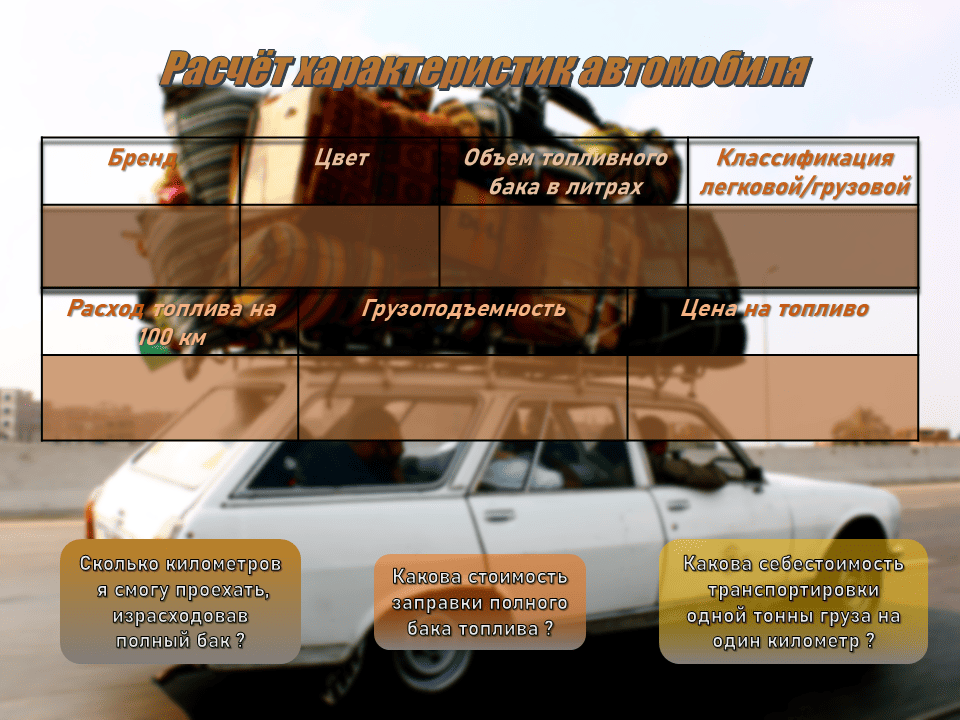 Расчёт характеристик автомобиля
Бренд
Цвет
Объем топливного
бака в литрах
Классификация
легковой/грузовой
Расход топлива на
100 км
Грузоподъемность
Цена на топливо
Сколько километров
я смогу проехать,
израсходовав
полный бак ?
Какова стоимость
заправки полного
бака топлива ?
Какова себестоимость
транспортировки
одной тонны груза на
один километр ?